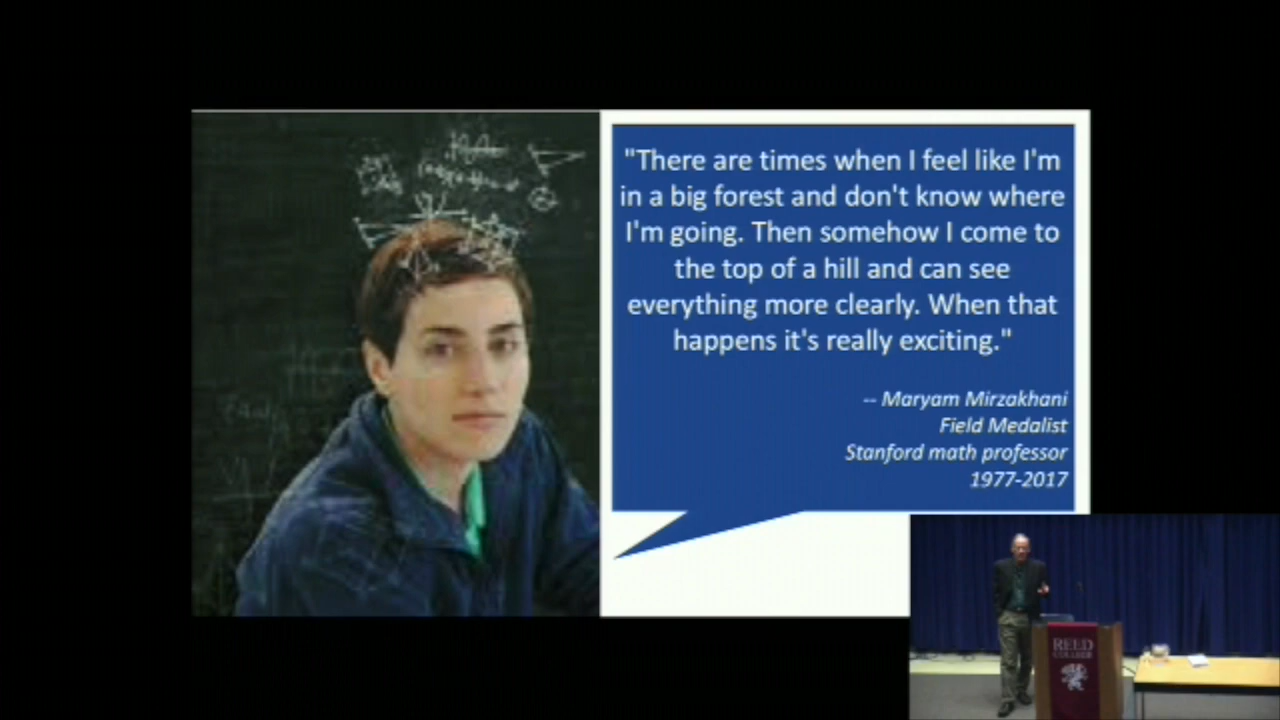 "There are times when I feel like I'm
in a big forest and don't know where
I'm going. Then somehow I come to
the top of a hill and can see
everything more clearly. When that
happens it's really exciting."
-- Maryam Mirzakhani
Field Medalist
Stanford math professor
1977-2017
REED
COLLEGE